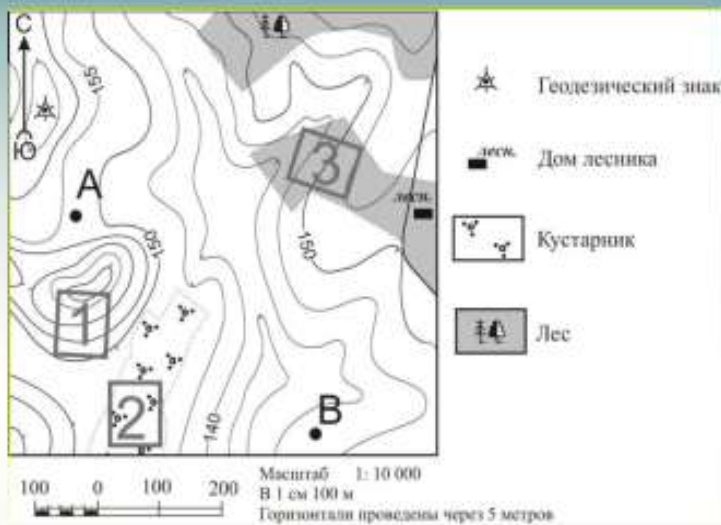 С
Ю
155
А
150
1
2
140
3
лесн.
150
В
Геодезический знак
лесн.
Дом лесника
Кустарник
Лес
100 0 100 200
Масштаб 1: 10 000
В 1 см 100 м
Горизонтали проведены через 5 метров